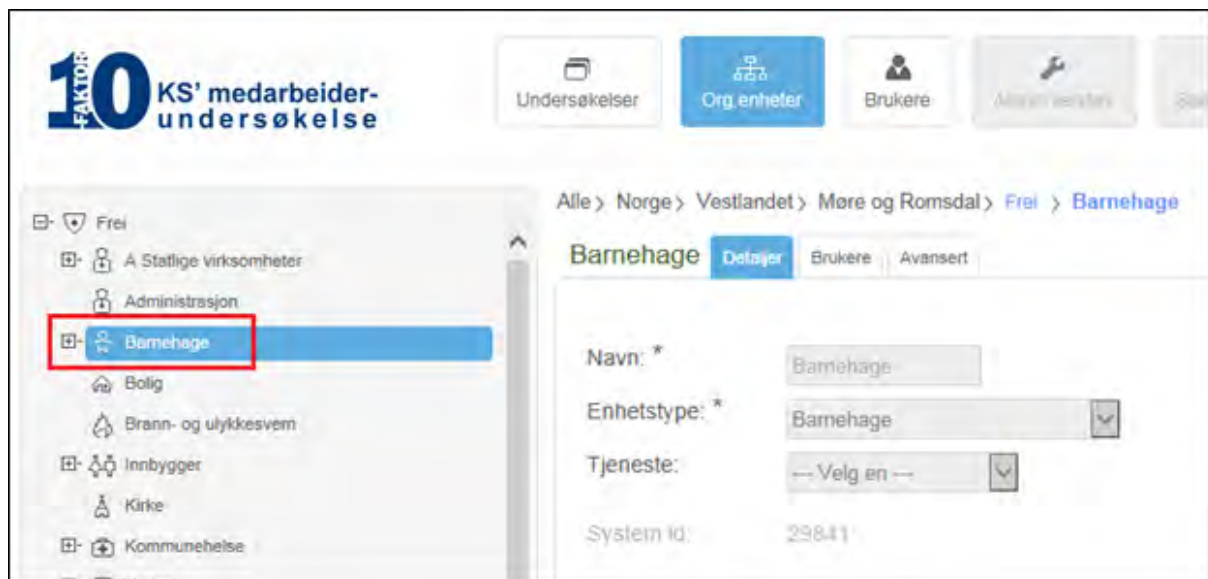 10 FAKTOR
KS' medarbeider-
undersøkelse
Undersøkelser
Org.enheter
Brukere
Frei
A Statlige virksomheter
Administrasjon
Barnehage
Bolig
Brann- og ulykkesvern
Innbygger
Kirke
Kommunehelse
Alle > Norge > Vestlandet > Møre og Romsdal > Frei > Barnehage
Barnehage Detaljer Brukere Avansert
Navn: * Barnehage
Enhetstype: * Barnehage
Tjeneste: --- Velg en ---
System Id: 29841